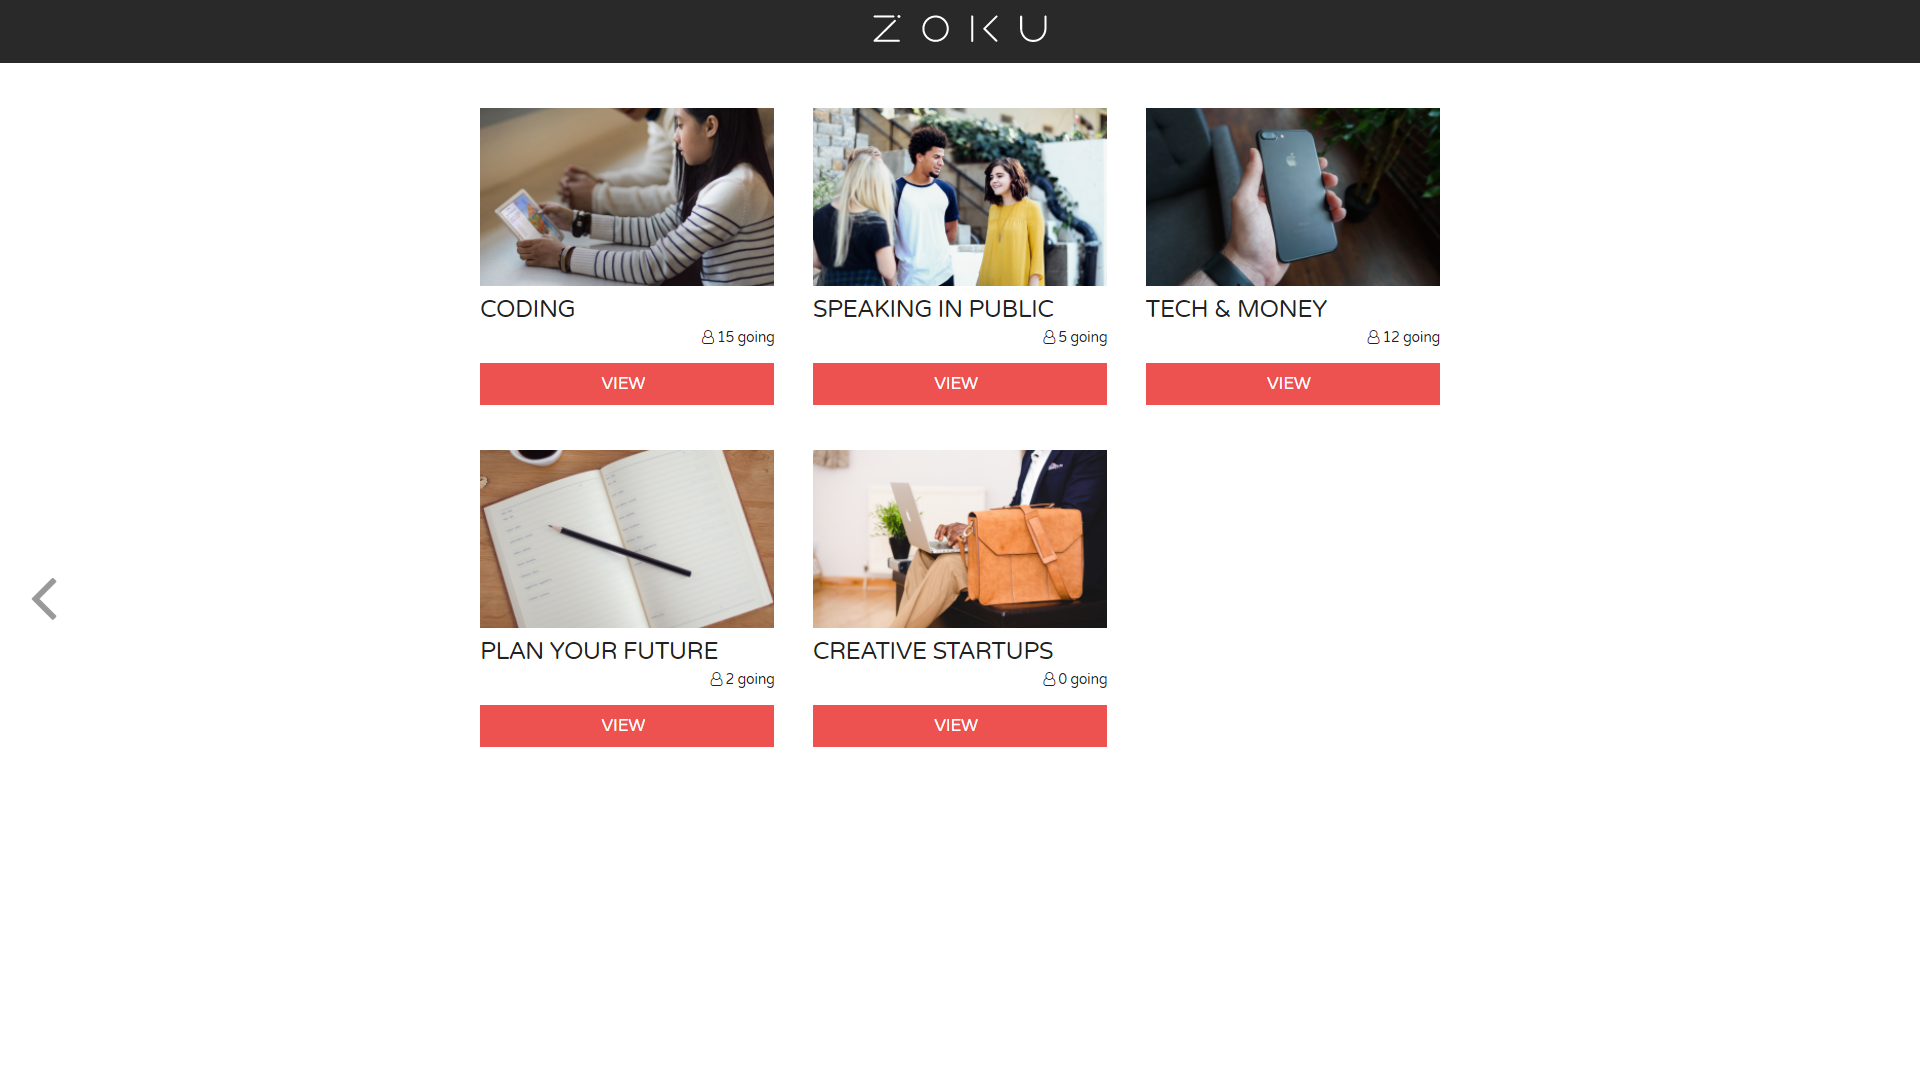 ZOKU
CODING
15 going
VIEW
SPEAKING IN PUBLIC
5 going
VIEW
TECH & MONEY
12 going
VIEW
PLAN YOUR FUTURE
2 going
VIEW
CREATIVE STARTUPS
0 going
VIEW